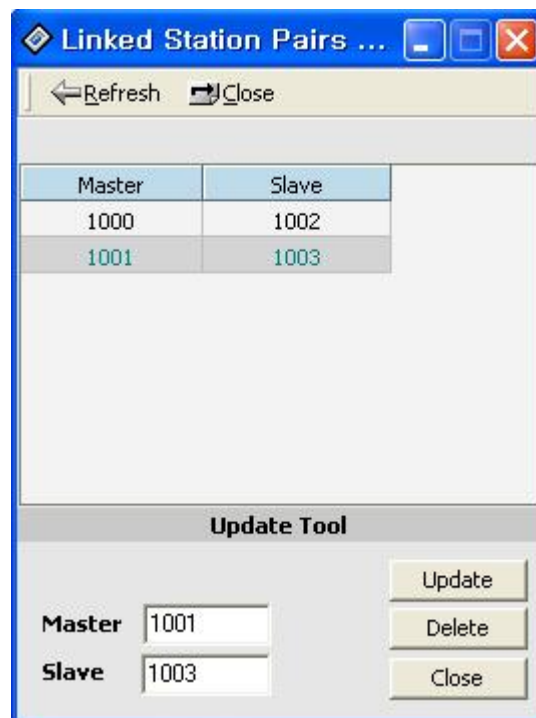 Linked Station Pairs ...
Refresh Close
Master Slave
1000 1002
1001 1003
Update Tool
Update
Master 1001 Delete
Slave 1003 Close